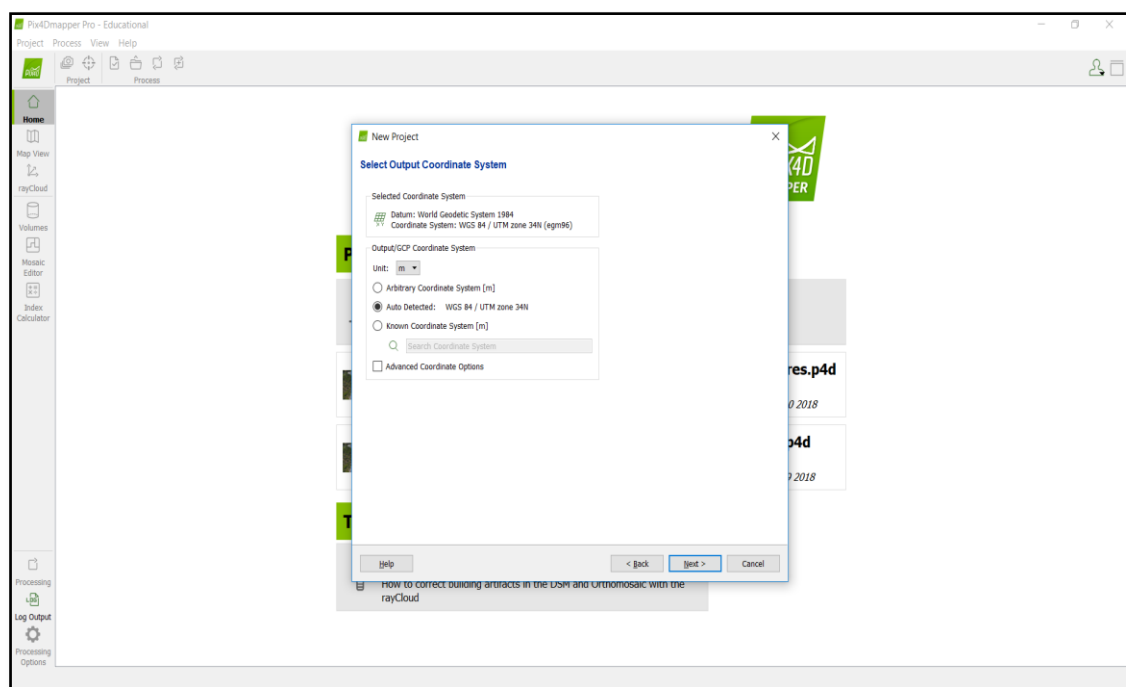 Pix4Dmapper Pro - Educational
Project Process View Help
Project
Process
Home
Map View
rayCloud
Volumes
Mosaic
Editor
Index
Calculator
Processing
Log Output
Processing
Options
New Project
Select Output Coordinate System
Selected Coordinate System
Datum: World Geodetic System 1984
Coordinate System: WGS 84 / UTM zone 34N (egm96)
Output/GCP Coordinate System
Unit: m
Arbitrary Coordinate System [m]
Auto Detected: WGS 84 / UTM zone 34N
Known Coordinate System [m]
Search Coordinate System
Advanced Coordinate Options
Help
< Back
Next >
Cancel
P
res.p4d
0 2018
p4d
2018
T
How to correct building artifacts in the DSM and Orthomosaic with the
rayCloud